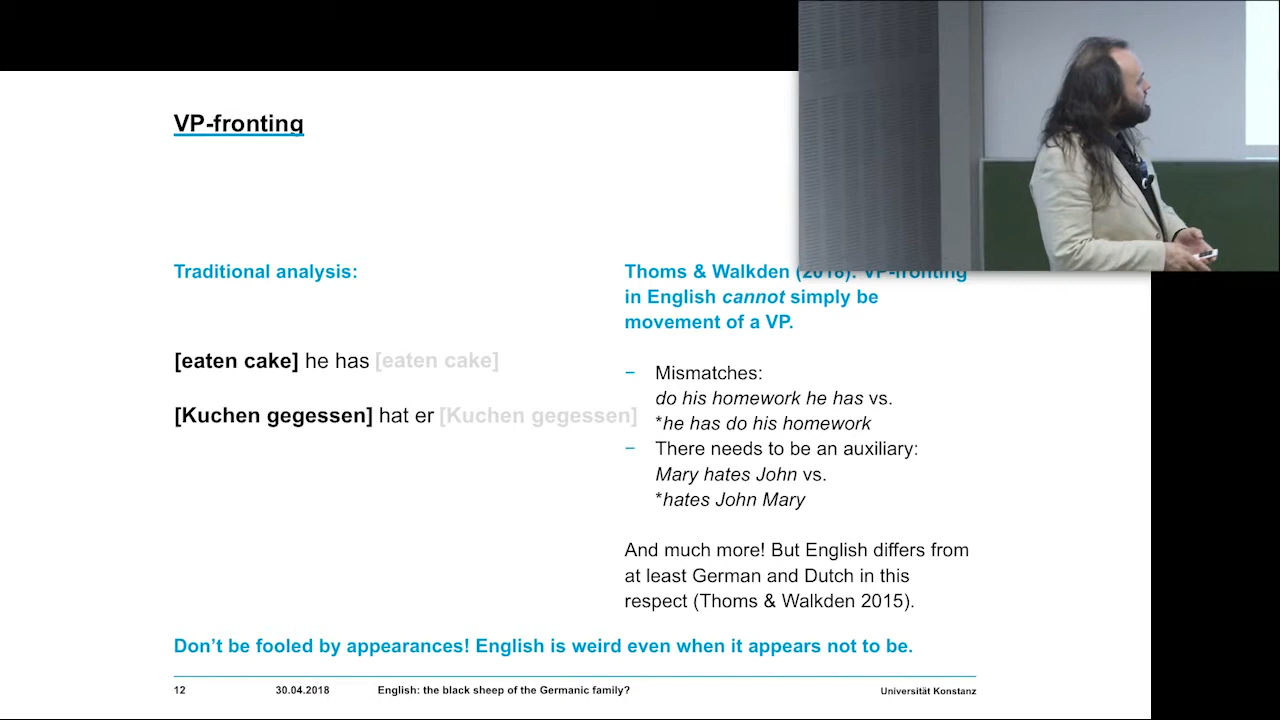 VP-fronting
Traditional analysis:
[eaten cake] he has [eaten cake]
[Kuchen gegessen] hat er [Kuchen gegessen]
Thoms & Walkden (2018): VP-fronting
in English cannot simply be
movement of a VP.
– Mismatches:
do his homework he has vs.
*he has do his homework
– There needs to be an auxiliary:
Mary hates John vs.
*hates John Mary
And much more! But English differs from
at least German and Dutch in this
respect (Thoms & Walkden 2015).
Don't be fooled by appearances! English is weird even when it appears not to be.
12 30.04.2018 English: the black sheep of the Germanic family? Universität Konstanz